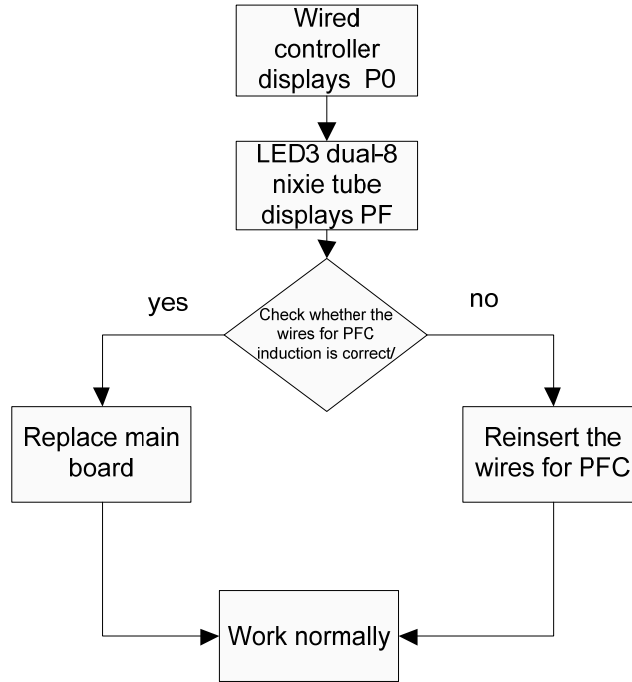 Wired
controller
displays P0
LED3 dual-8
nixie tube
displays PF
yes
no
Check whether the
wires for PFC
induction is correct/
Replace main
board
Reinsert the
wires for PFC
Work normally